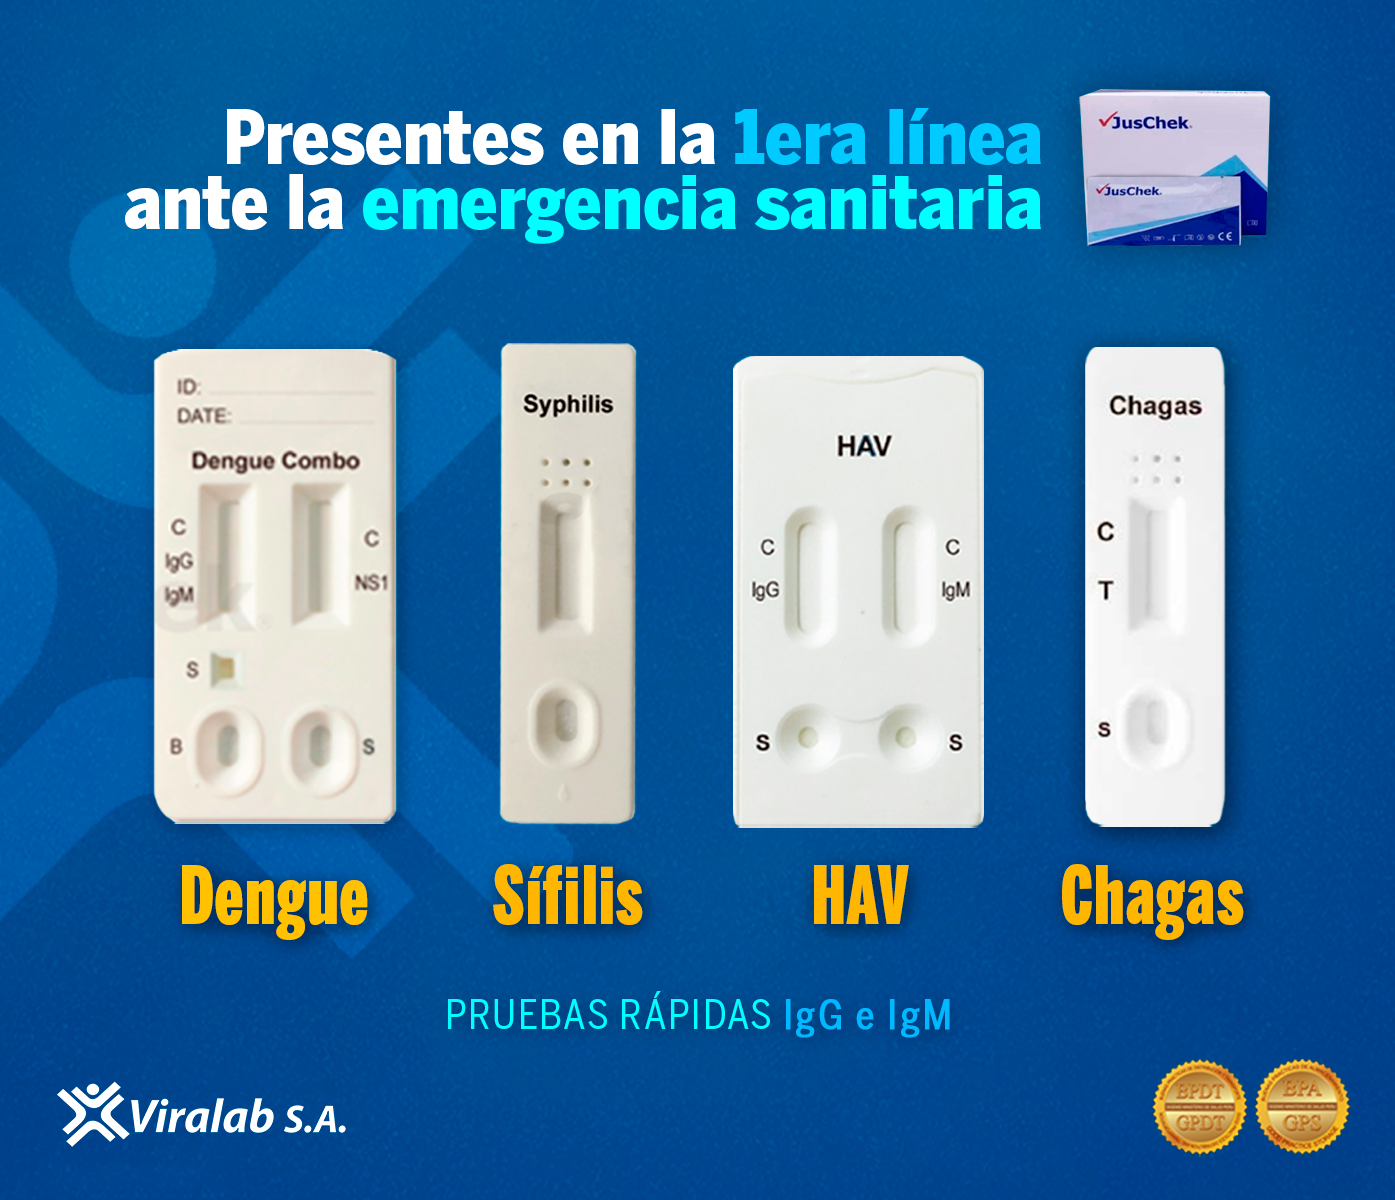 Presentes en la 1era línea
ante la emergencia sanitaria
JusChek
JusChek
ID:
DATE:
Dengue Combo
C
IgG
IgM
C
NS1
S
B
S
Syphilis
HAV
C
IgG
C
IgM
S
S
Chagas
C
T
S
Dengue
Sífilis
HAV
Chagas
PRUEBAS RÁPIDAS IgG e IgM
Viralab S.A.
BPDT
GPDT
BPA
GPS